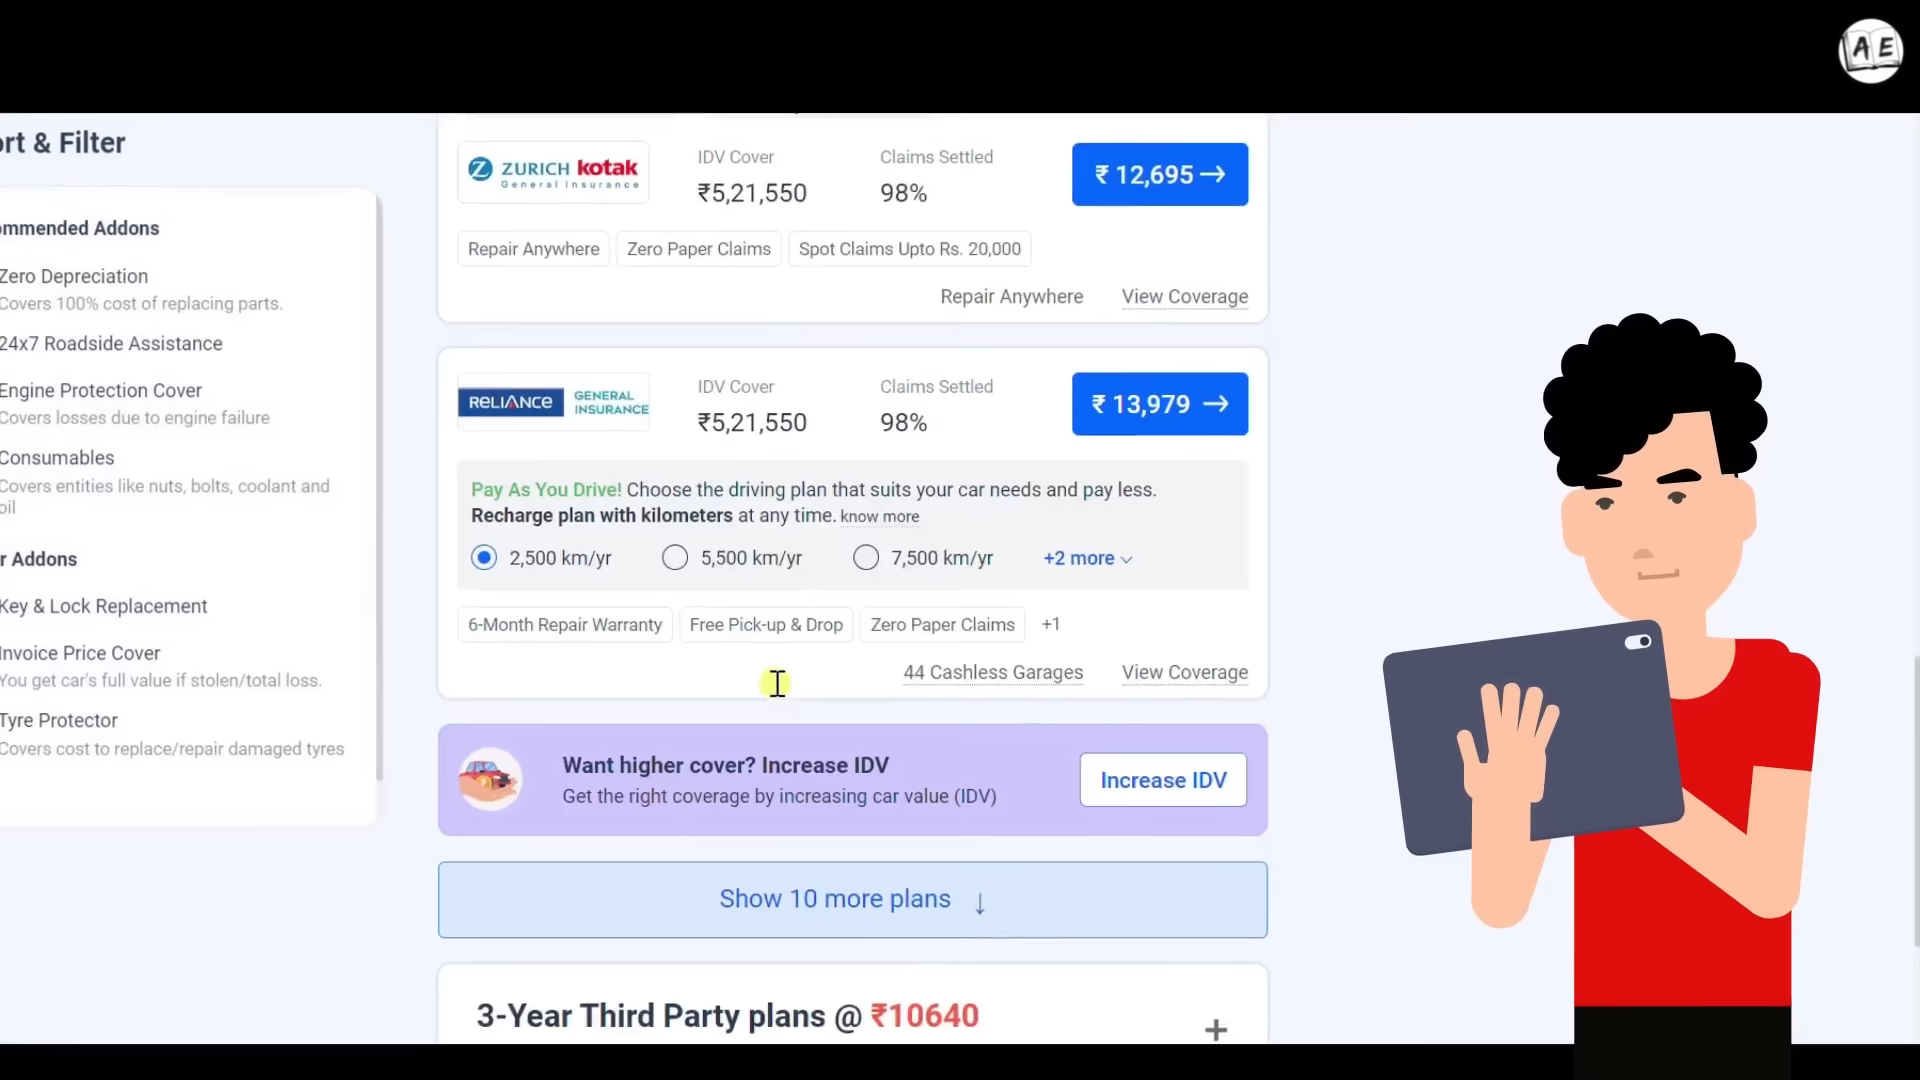 AE
ort & Filter
ommended Addons
Zero Depreciation
Covers 100% cost of replacing parts.
24x7 Roadside Assistance
Engine Protection Cover
Covers losses due to engine failure
Consumables
Covers entities like nuts, bolts, coolant and
oil
r Addons
Key & Lock Replacement
Invoice Price Cover
You get car's full value if stolen/total loss.
Tyre Protector
Covers cost to replace/repair damaged tyres
ZURICH kotak
General Insurance
IDV Cover
₹5,21,550
Claims Settled
98%
₹ 12,695 →
Repair Anywhere
Zero Paper Claims
Spot Claims Upto Rs. 20,000
Repair Anywhere
View Coverage
RELIANCE
GENERAL
INSURANCE
IDV Cover
₹5,21,550
Claims Settled
98%
₹ 13,979 →
Pay As You Drive! Choose the driving plan that suits your car needs and pay less.
Recharge plan with kilometers at any time. know more
2,500 km/yr
5,500 km/yr
7,500 km/yr
+2 more
6-Month Repair Warranty
Free Pick-up & Drop
Zero Paper Claims
+1
44 Cashless Garages
View Coverage
Want higher cover? Increase IDV
Get the right coverage by increasing car value (IDV)
Increase IDV
Show 10 more plans ↓
3-Year Third Party plans @ ₹10640
+